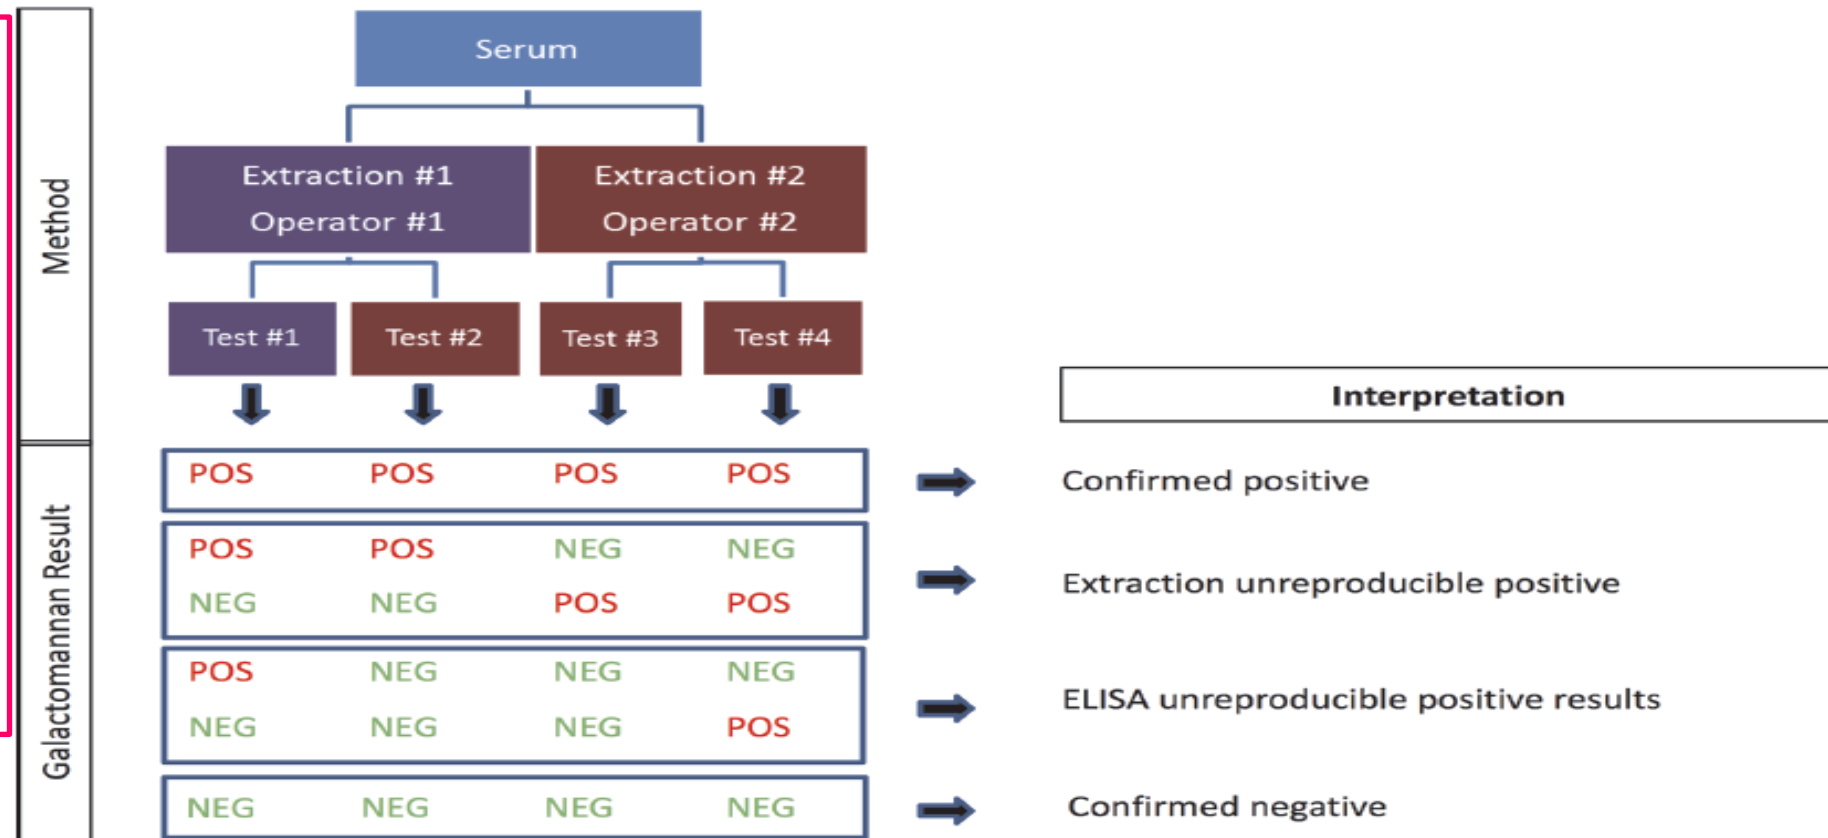 Method
Serum
Extraction #1
Operator #1
Extraction #2
Operator #2
Test #1 Test #2 Test #3 Test #4
Interpretation
Galactomannan Result
POS POS POS POS
Confirmed positive
POS POS NEG NEG
NEG NEG POS POS
Extraction unreproducible positive
POS NEG NEG NEG
NEG NEG NEG POS
ELISA unreproducible positive results
NEG NEG NEG NEG
Confirmed negative